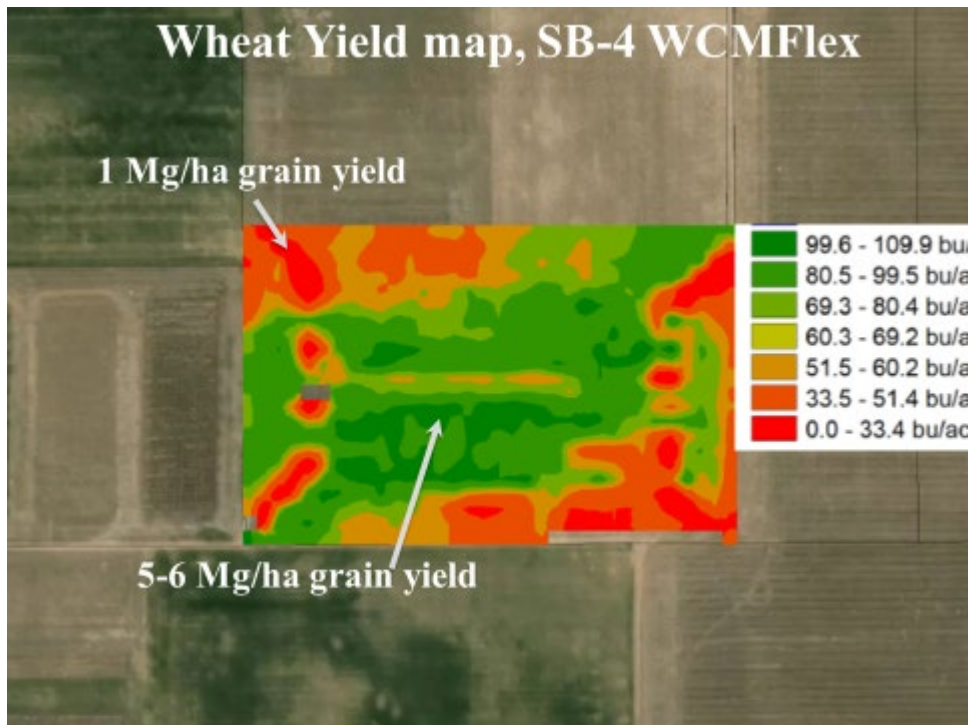 Wheat Yield map, SB-4 WCMFlex
1 Mg/ha grain yield
99.6 - 109.9 bu/a
80.5 - 99.5 bu/a
69.3 - 80.4 bu/a
60.3 - 69.2 bu/a
51.5 - 60.2 bu/a
33.5 - 51.4 bu/a
0.0 - 33.4 bu/ac
5-6 Mg/ha grain yield